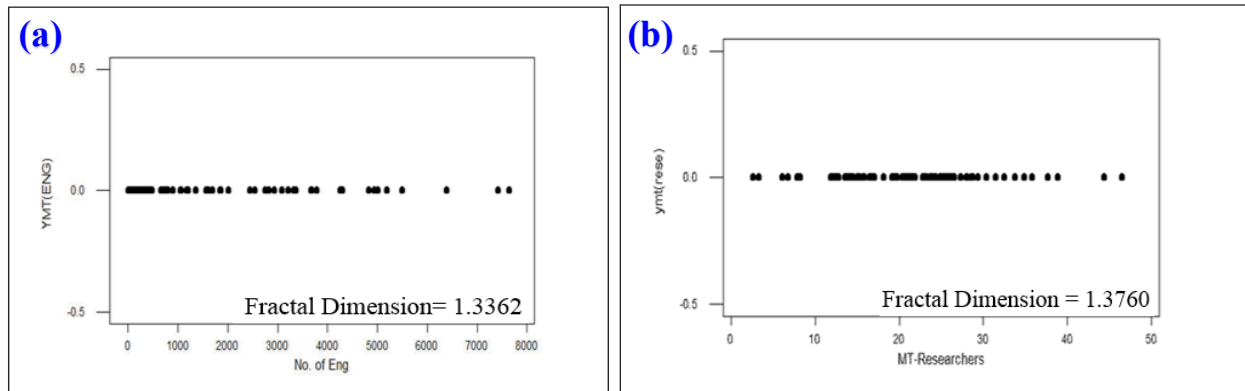 (a)
0.5
0.0
-0.5
YMT(ENG)
0 1000 2000 3000 4000 5000 6000 7000 8000
No. of Eng
Fractal Dimension= 1.3362
(b)
0.5
0.0
-0.5
ymt(rese)
0 10 20 30 40 50
MT-Researchers
Fractal Dimension = 1.3760